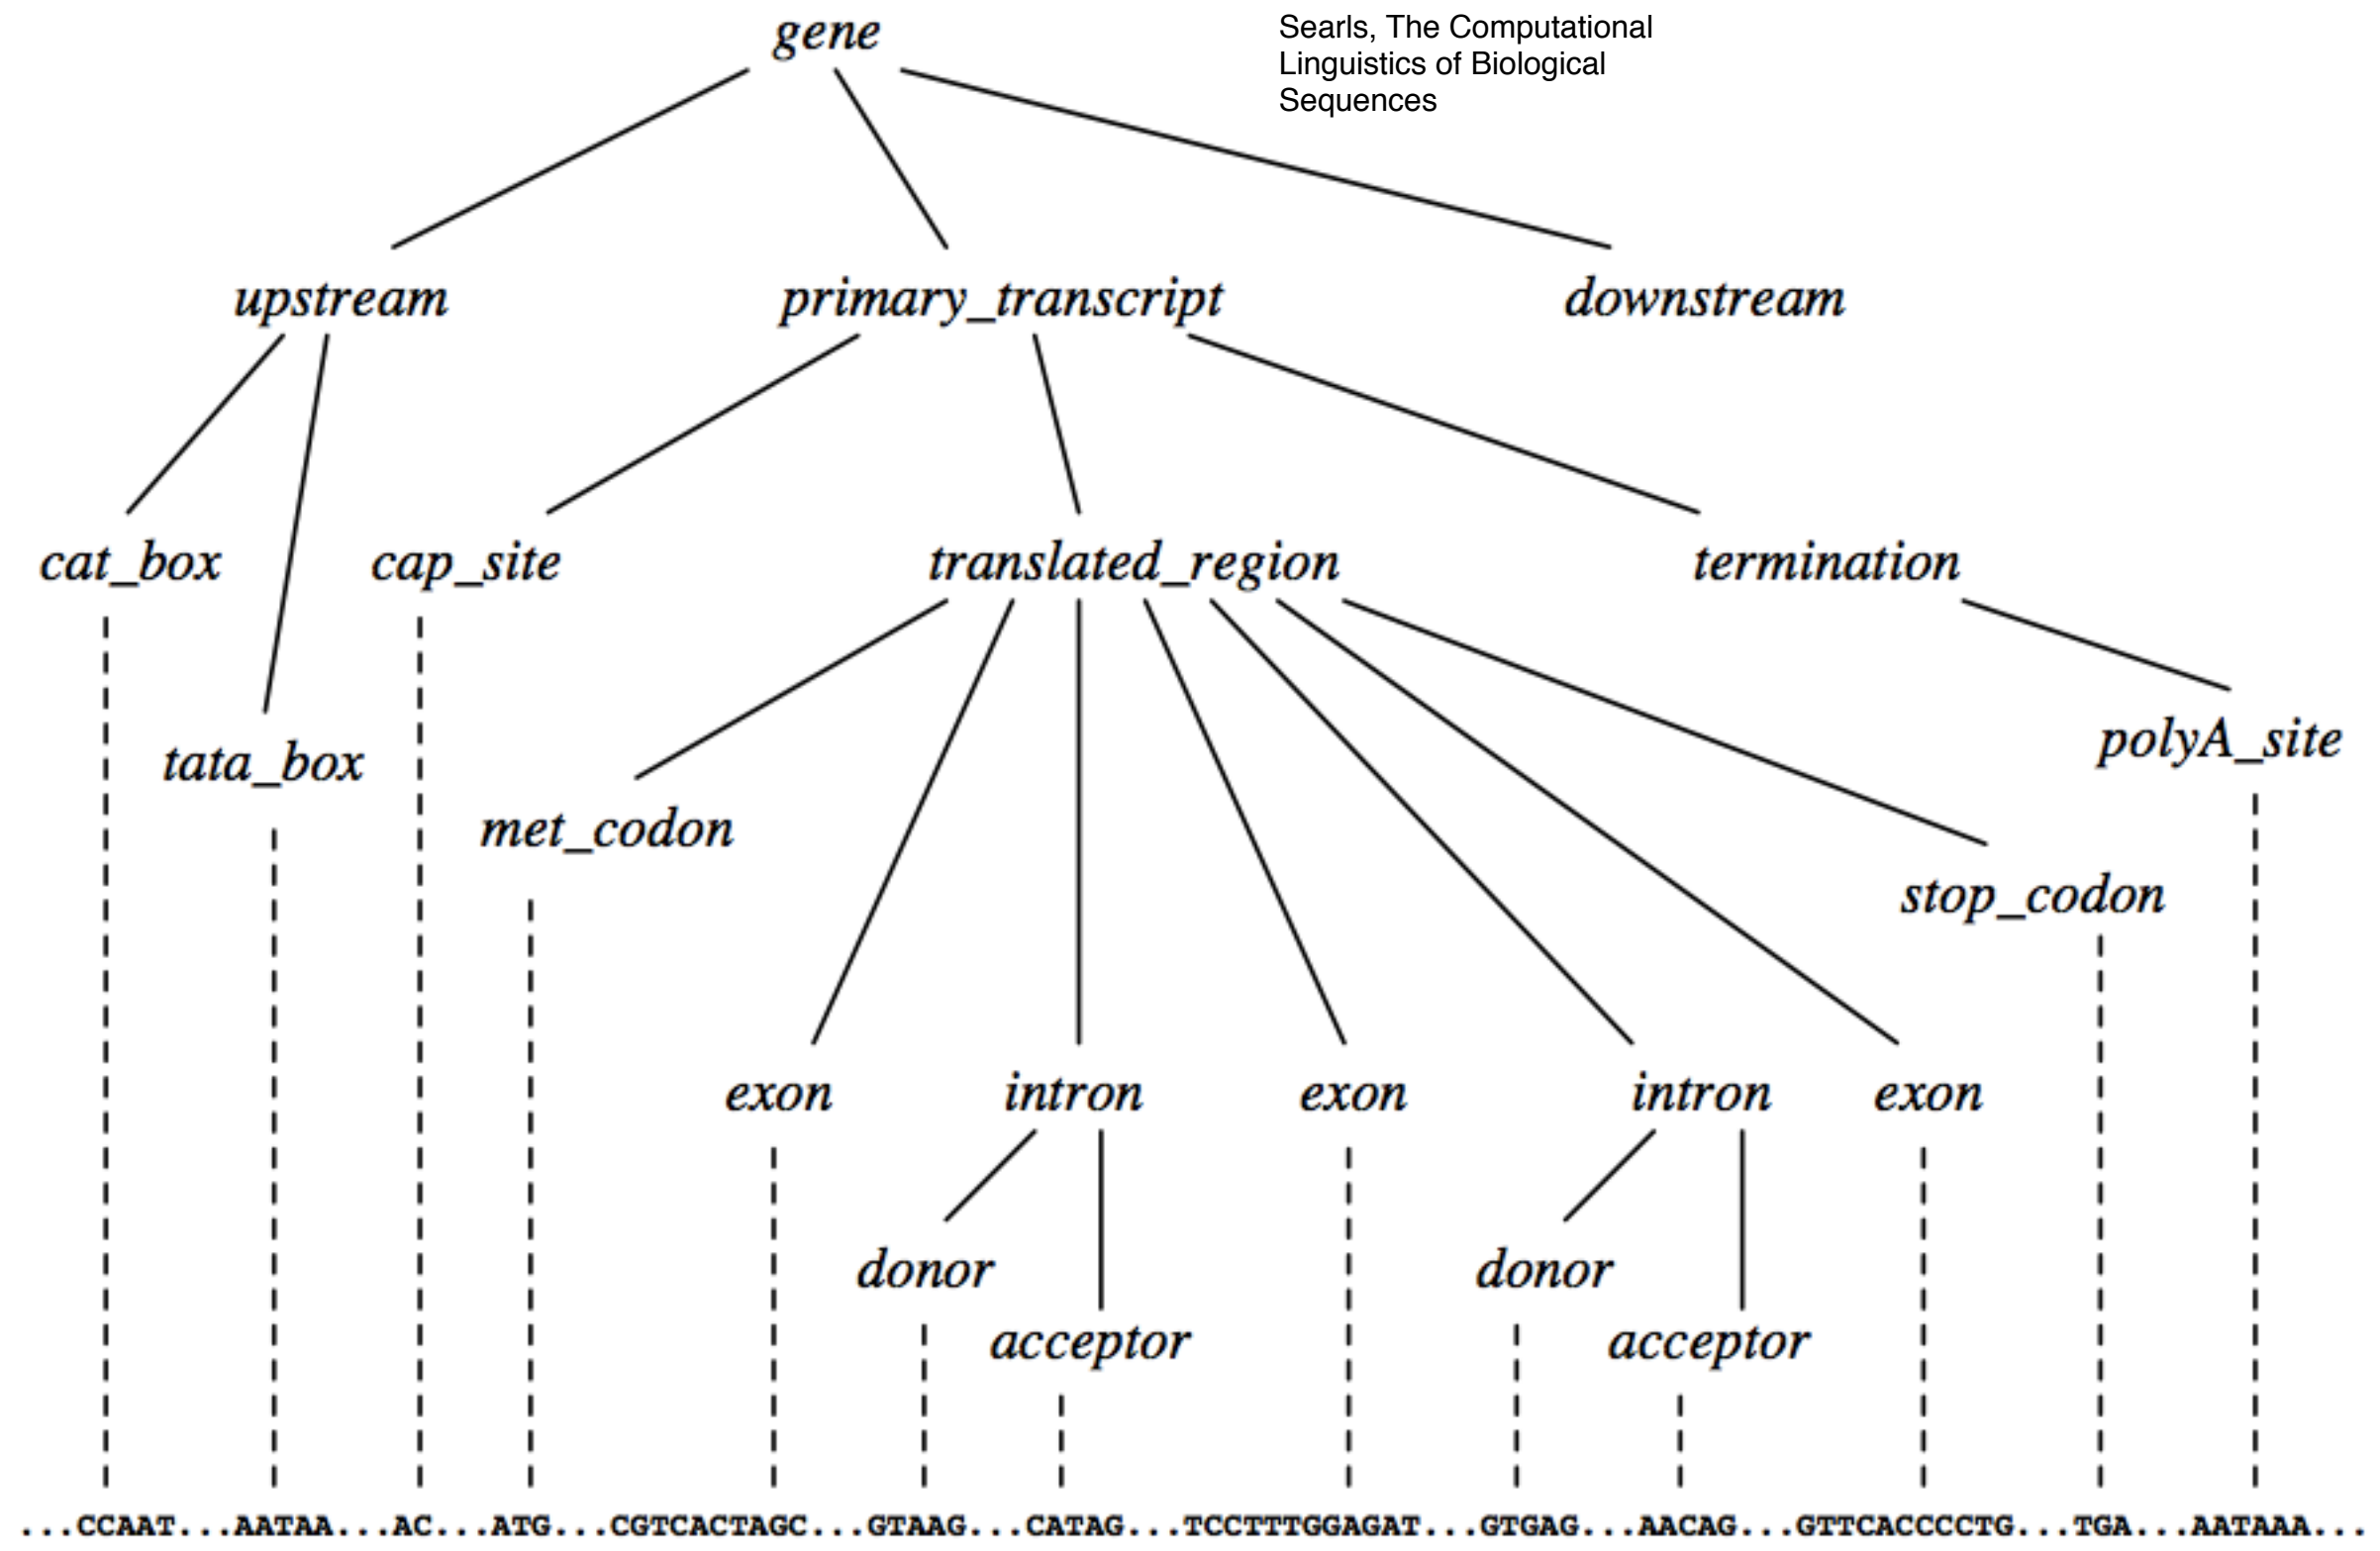 gene
Searls, The Computational
Linguistics of Biological
Sequences
upstream primary_transcript downstream
cat_box cap_site translated_region termination
polyA_site
tata_box
met_codon
stop_codon
exon intron exon intron exon
donor donor
acceptor acceptor
...CCAAT...AATAA...AC...ATG...CGTCACTAGC...GTAAG...CATAG...TCCTTTGGAGAT...GTGAG...AACAG...GTTCACCCCTG...TGA...AATAAA...